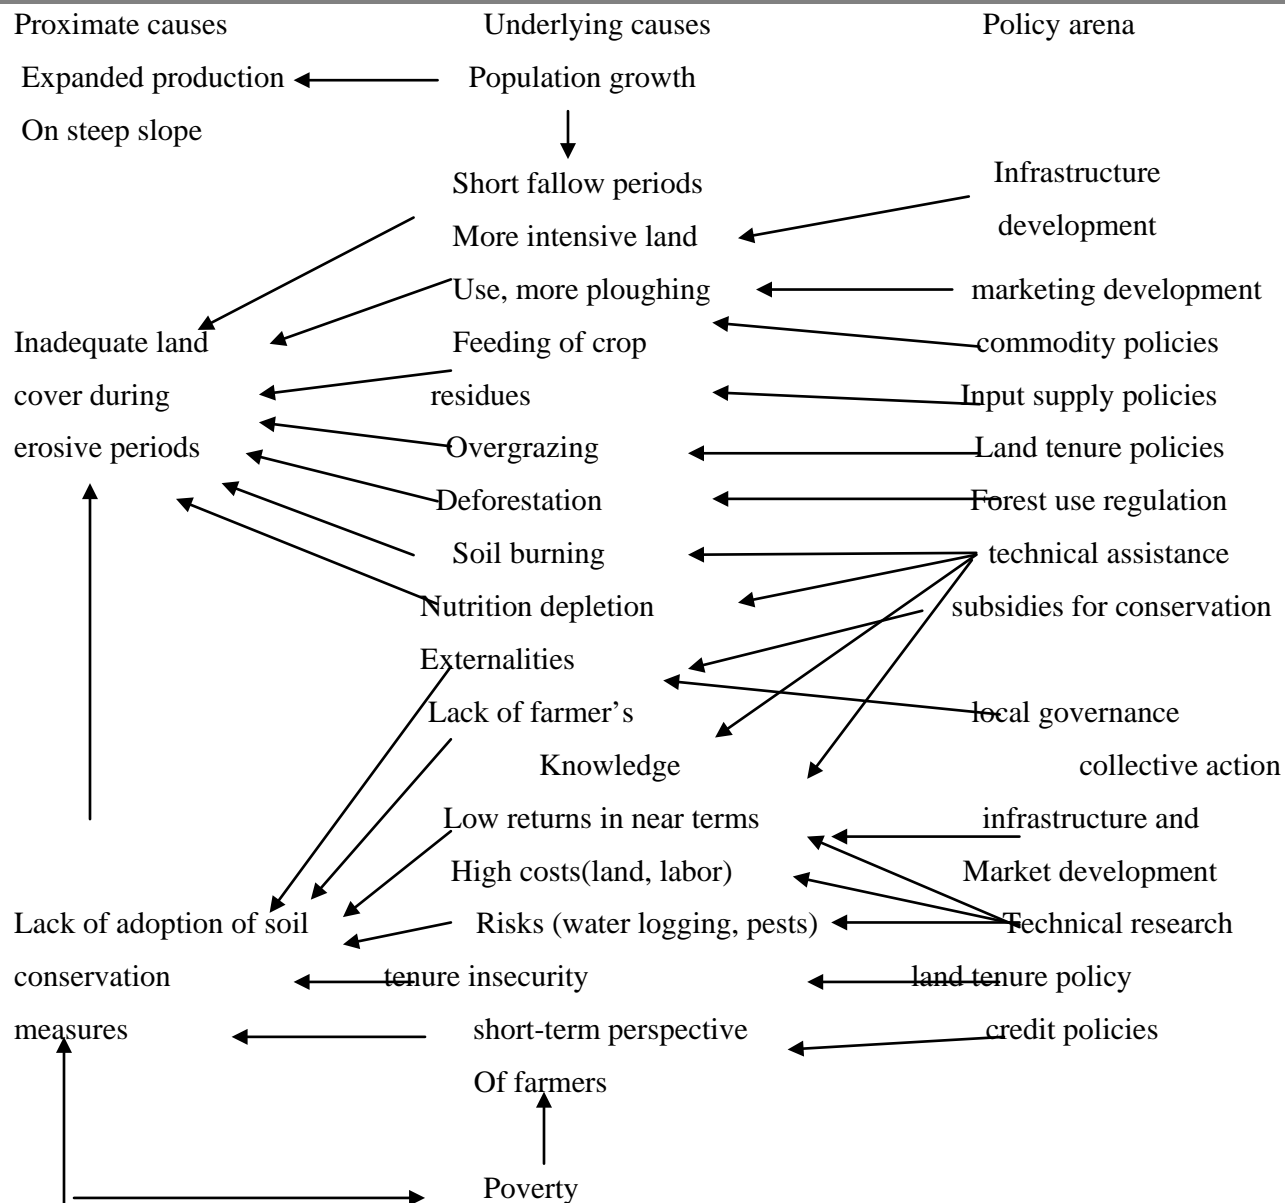 Proximate causes Underlying causes Policy arena
Expanded production Population growth
On steep slope
Short fallow periods Infrastructure
More intensive land development
Use, more ploughing marketing development
Inadequate land Feeding of crop commodity policies
cover during residues Input supply policies
erosive periods Overgrazing Land tenure policies
Deforestation Forest use regulation
Soil burning technical assistance
Nutrition depletion subsidies for conservation
Externalities
Lack of farmer’s local governance
Knowledge collective action
Low returns in near terms infrastructure and
High costs(land, labor) Market development
Lack of adoption of soil Risks (water logging, pests) Technical research
conservation tenure insecurity land tenure policy
measures short-term perspective credit policies
Of farmers
Poverty